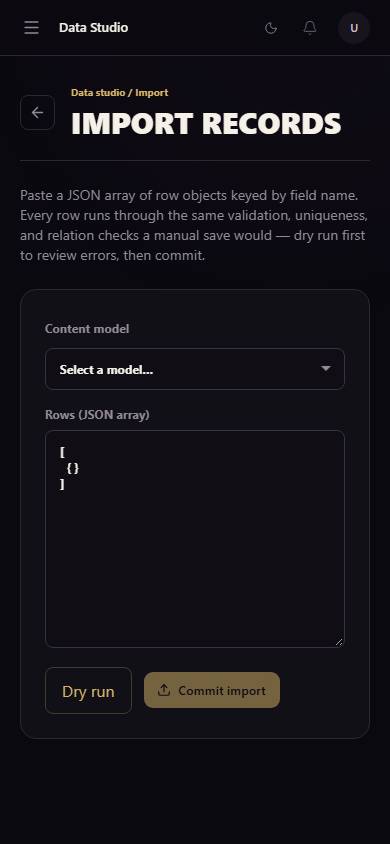 Data Studio
U
Data studio / Import
IMPORT RECORDS
Paste a JSON array of row objects keyed by field name.
Every row runs through the same validation, uniqueness,
and relation checks a manual save would — dry run first
to review errors, then commit.
Content model
Select a model...
Rows (JSON array)
[
{}
]
Dry run
Commit import